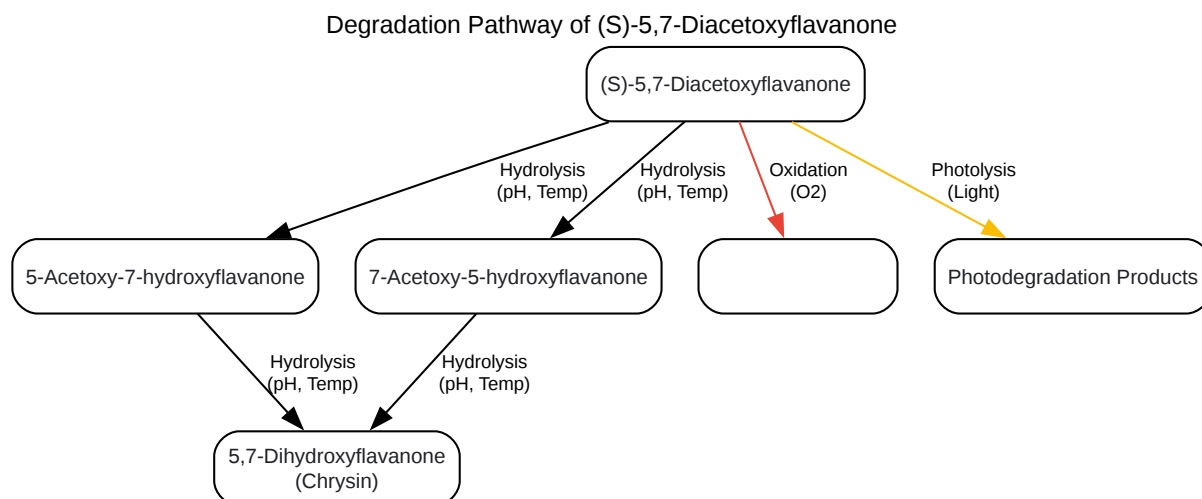 Degradation Pathway of (S)-5,7-Diacetoxyflavanone
(S)-5,7-Diacetoxyflavanone
Hydrolysis
(pH, Temp)
Hydrolysis
(pH, Temp)
Oxidation
(O2)
Photolysis
(Light)
5-Acetoxy-7-hydroxyflavanone
7-Acetoxy-5-hydroxyflavanone
Photodegradation Products
Hydrolysis
(pH, Temp)
Hydrolysis
(pH, Temp)
5,7-Dihydroxyflavanone
(Chrysin)